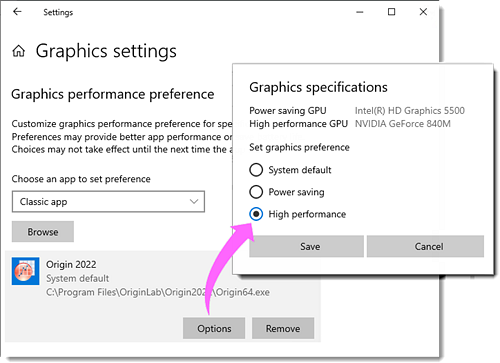 Settings
Graphics settings
Graphics performance preference
Customize graphics performance preference for spe
Preferences may provide better app performance or
Choices may not take effect until the next time the a
Choose an app to set preference
Classic app
Browse
Origin 2022
System default
C:\Program Files\OriginLab\Origin202 \Origin64.exe
Options
Remove
Graphics specifications
Power saving GPU Intel(R) HD Graphics 5500
High performance GPU NVIDIA GeForce 840M
Set graphics preference
System default
Power saving
High performance
Save
Cancel